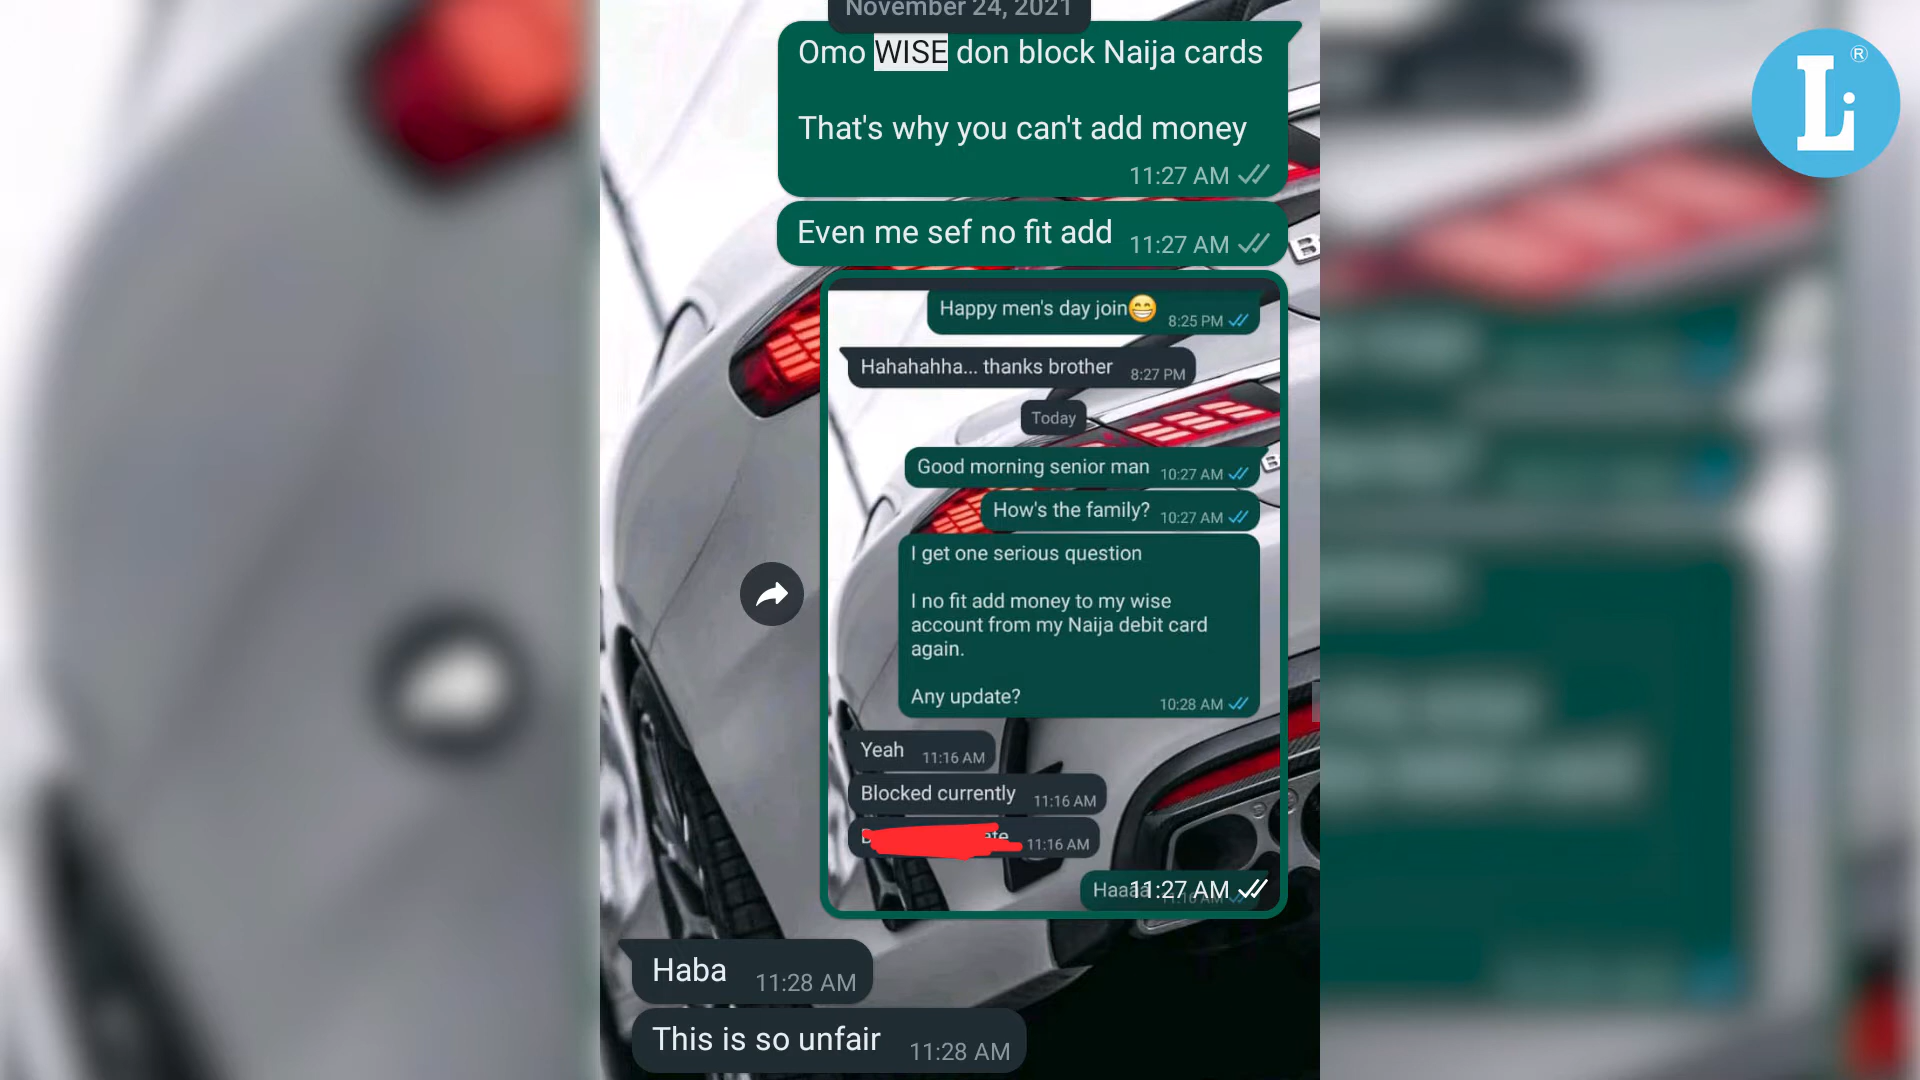 November 24, 2021
Omo WISE don block Naija cards
That's why you can't add money
11:27 AM
Even me sef no fit add 11:27 AM
Happy men's day join😁 8:25 PM
Hahahahha... thanks brother 8:27 PM
Today
Good morning senior man 10:27 AM
How's the family? 10:27 AM
I get one serious question
I no fit add money to my wise
account from my Naija debit card
again.
Any update? 10:28 AM
Yeah 11:16 AM
Blocked currently 11:16 AM
11:16 AM
11:27 AM
Haba 11:28 AM
This is so unfair 11:28 AM
Li ®